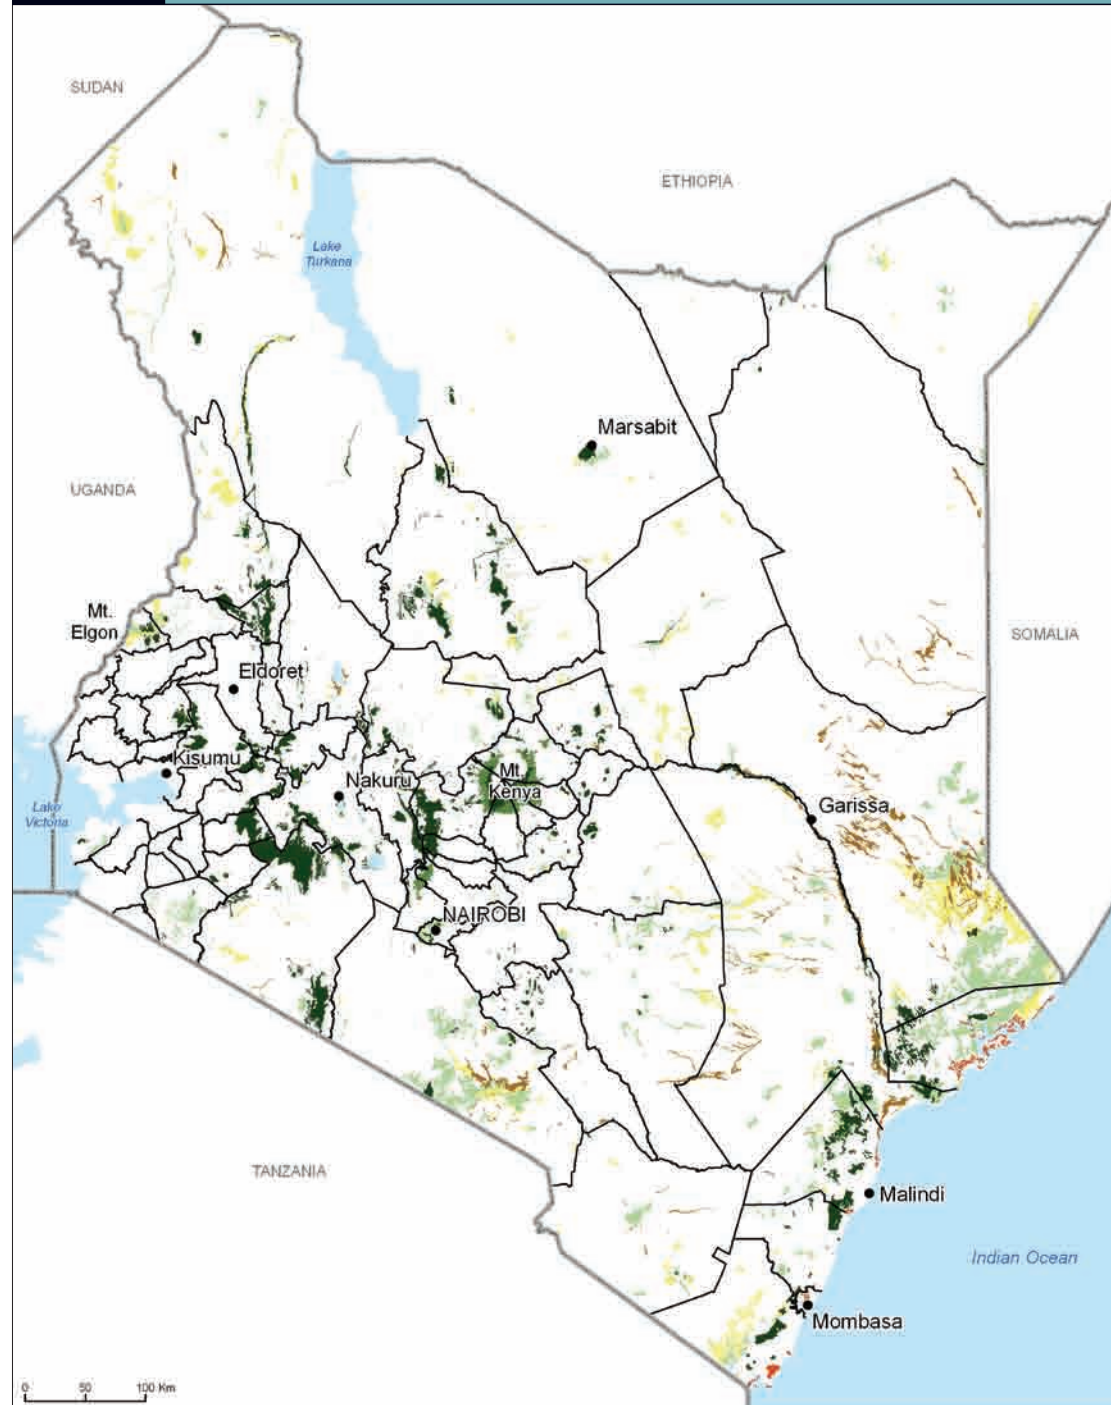 SUDAN
ETHIOPIA
Lake
Turkana
Marsabit
UGANDA
Mt.
Elgon
SOMALIA
Eldoret
Kisumu
Mt.
Kenya
Nakuru
Lake
Victoria
Garissa
NAIROBI
TANZANIA
Malindi
Indian Ocean
Mombasa
0 50 100 Km